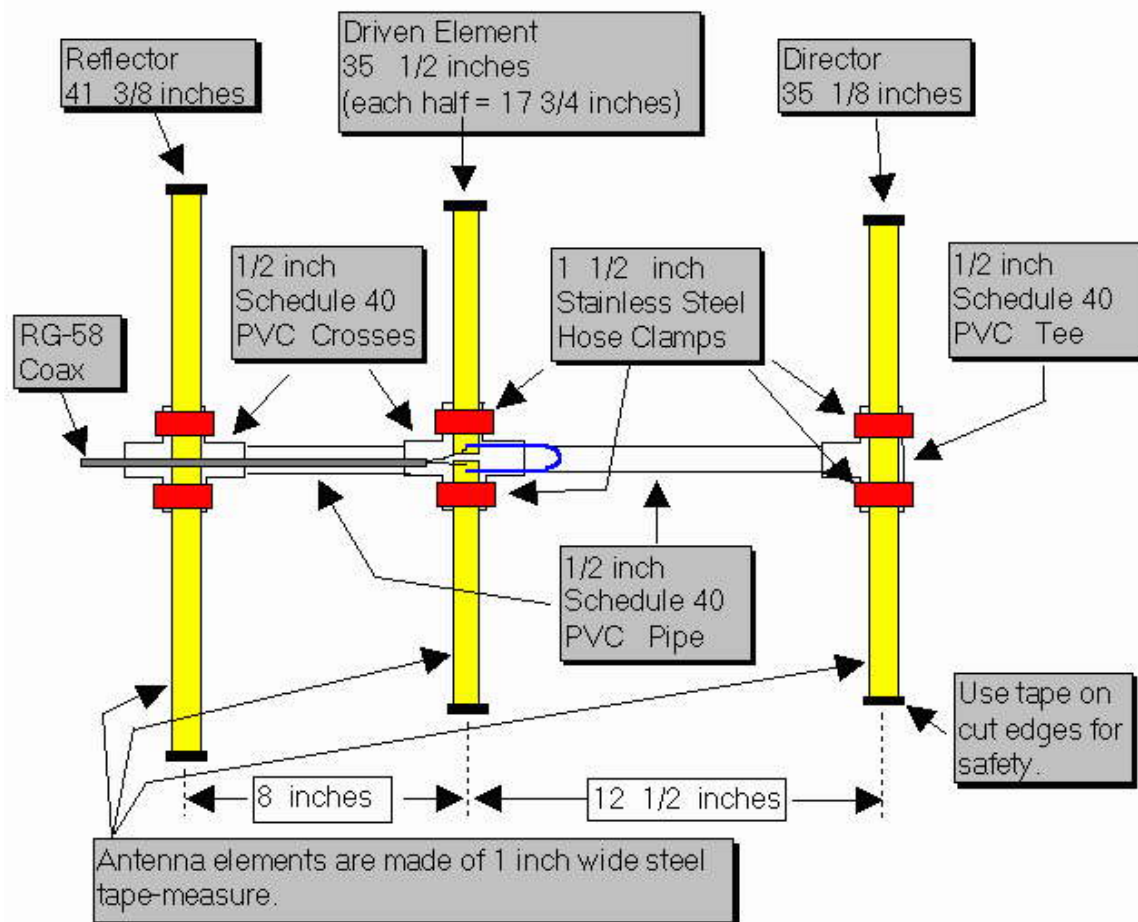 Reflector
41 3/8 inches
Driven Element
35 1/2 inches
(each half = 17 3/4 inches)
Director
35 1/8 inches
RG-58
Coax
1/2 inch
Schedule 40
PVC Crosses
1 1/2 inch
Stainless Steel
Hose Clamps
1/2 inch
Schedule 40
PVC Tee
1/2 inch
Schedule 40
PVC Pipe
Use tape on
cut edges for
safety.
8 inches
12 1/2 inches
Antenna elements are made of 1 inch wide steel
tape-measure.